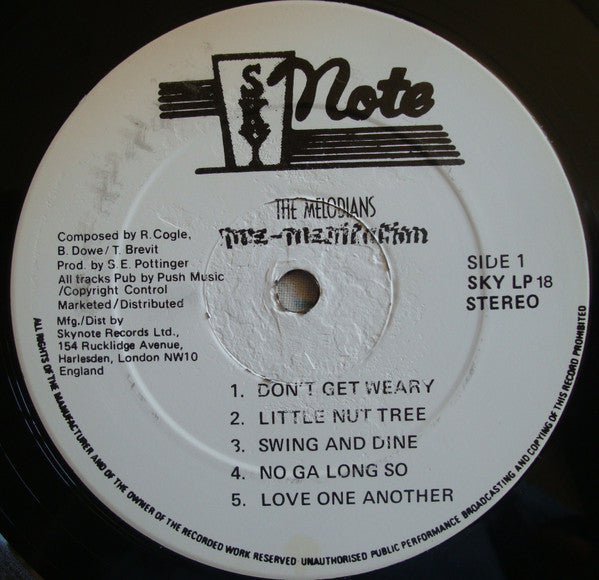 SKY Note
THE MELODIANS
pre-meditation
Composed by R. Cogle,
B. Dowe/T. Brevit
Prod. by S.E. Pottinger
All tracks Pub by Push Music
/Copyright Control
Marketed/Distributed
Mfg./Dist by
Skynote Records Ltd.,
154 Rucklidge Avenue,
Harlesden, London NW10
England
SIDE 1
SKY LP 18
STEREO
1. DON'T GET WEARY
2. LITTLE NUT TREE
3. SWING AND DINE
4. NO GA LONG SO
5. LOVE ONE ANOTHER
ALL RIGHTS OF THE MANUFACTURER AND OF THE OWNER OF THE RECORDED WORK RESERVED UNAUTHORISED PUBLIC PERFORMANCE BROADCASTING AND COPYING OF THIS RECORD PROHIBITED